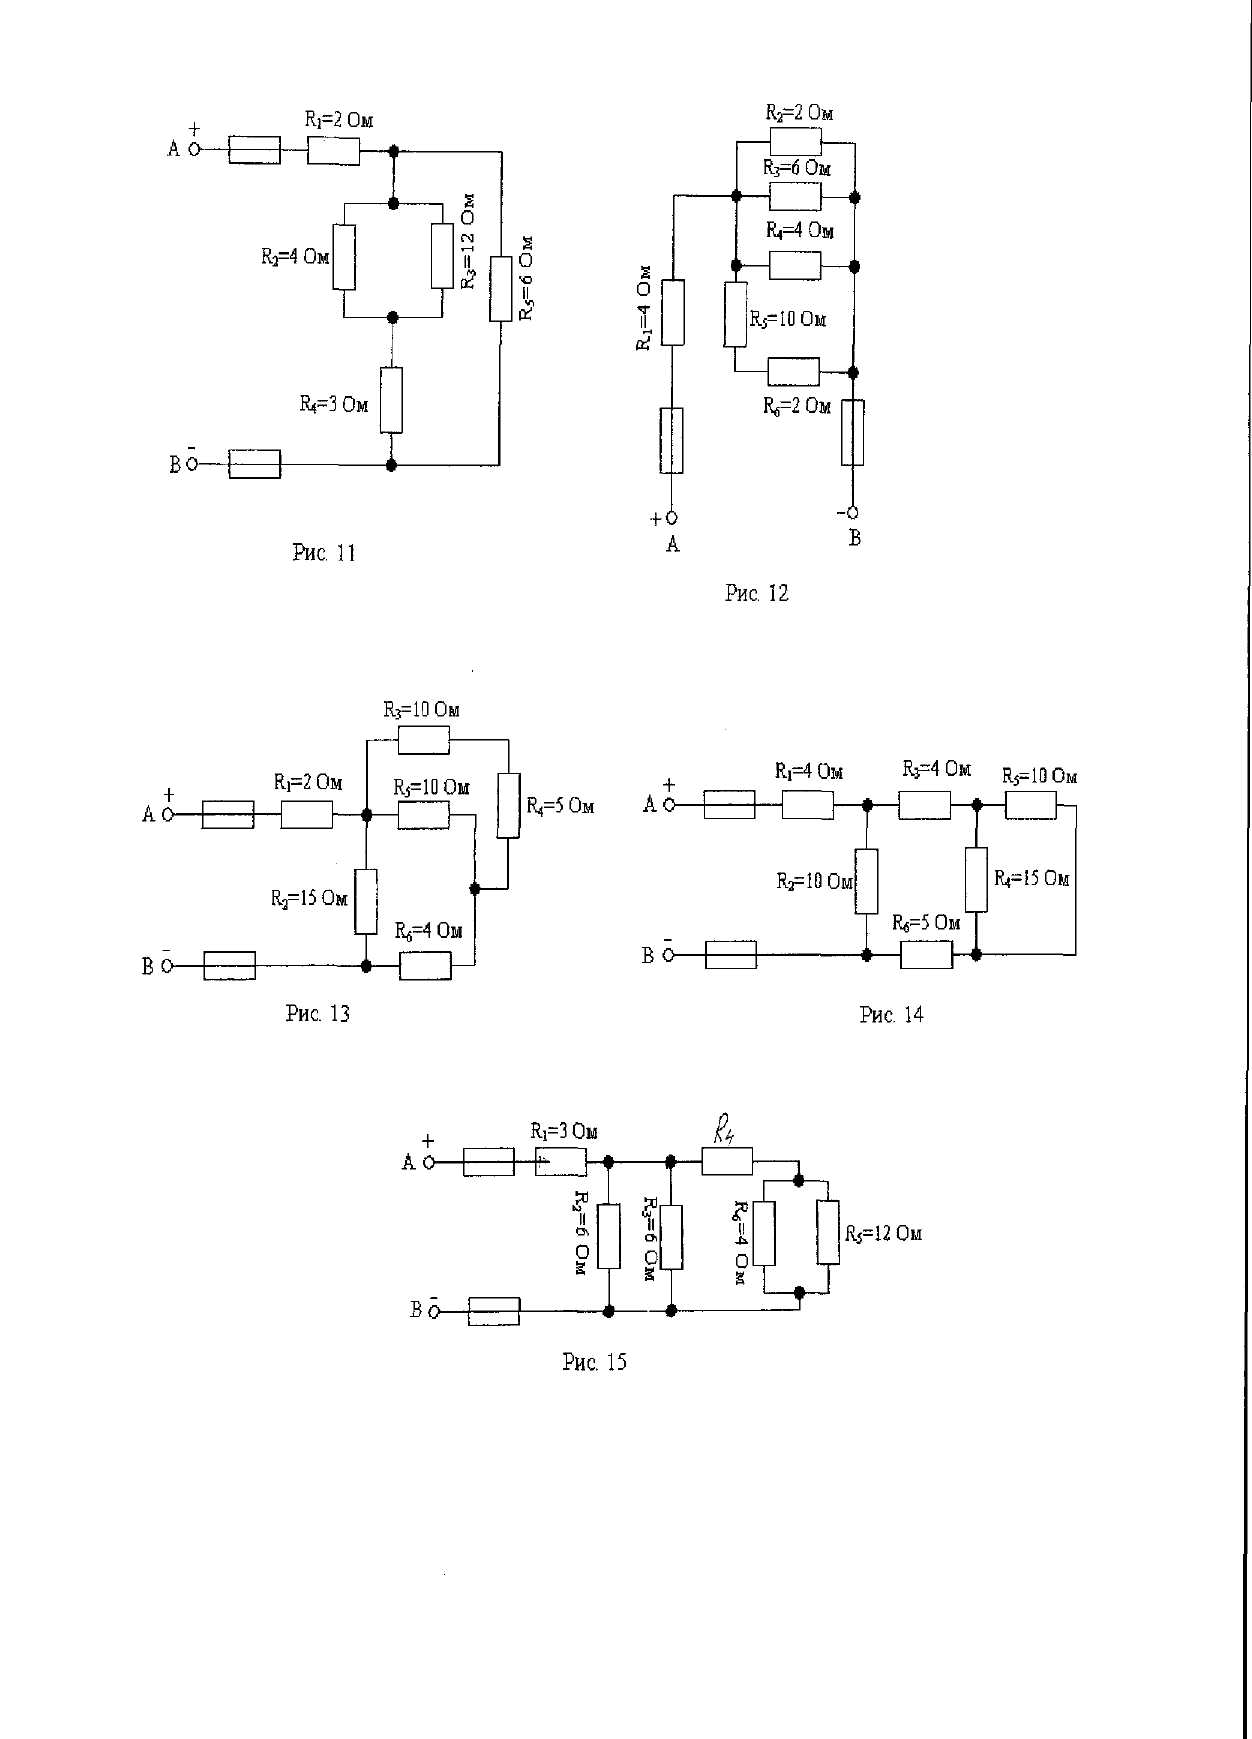 R₁=2 Ом
+
A
R₂=4 Ом
R₃=12 Ом
R₅=6 Ом
R₄=3 Ом
-
B
Рис. 11
R₂=2 Ом
R₃=6 Ом
R₄=4 Ом
R₁=4 Ом
R₅=10 Ом
R₆=2 Ом
+
A
-
B
Рис. 12
R₃=10 Ом
+
A
R₁=2 Ом
R₅=10 Ом
R₄=5 Ом
R₂=15 Ом
R₆=4 Ом
-
B
Рис. 13
+
A
R₁=4 Ом
R₃=4 Ом
R₅=10 Ом
R₂=10 Ом
R₄=15 Ом
R₆=5 Ом
-
B
Рис. 14
+
A
R₁=3 Ом
R₄
R₂=6 Ом
R₃=6 Ом
R₆=4 Ом
R₅=12 Ом
-
B
Рис. 15